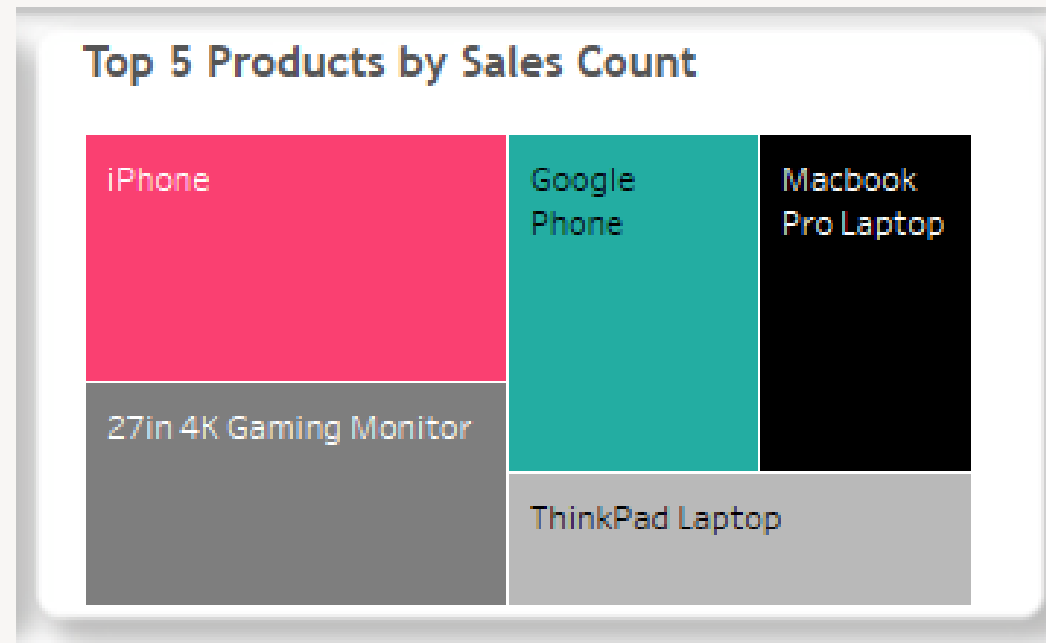 Top 5 Products by Sales Count
iPhone
Google
Phone
Macbook
Pro Laptop
27in 4K Gaming Monitor
ThinkPad Laptop